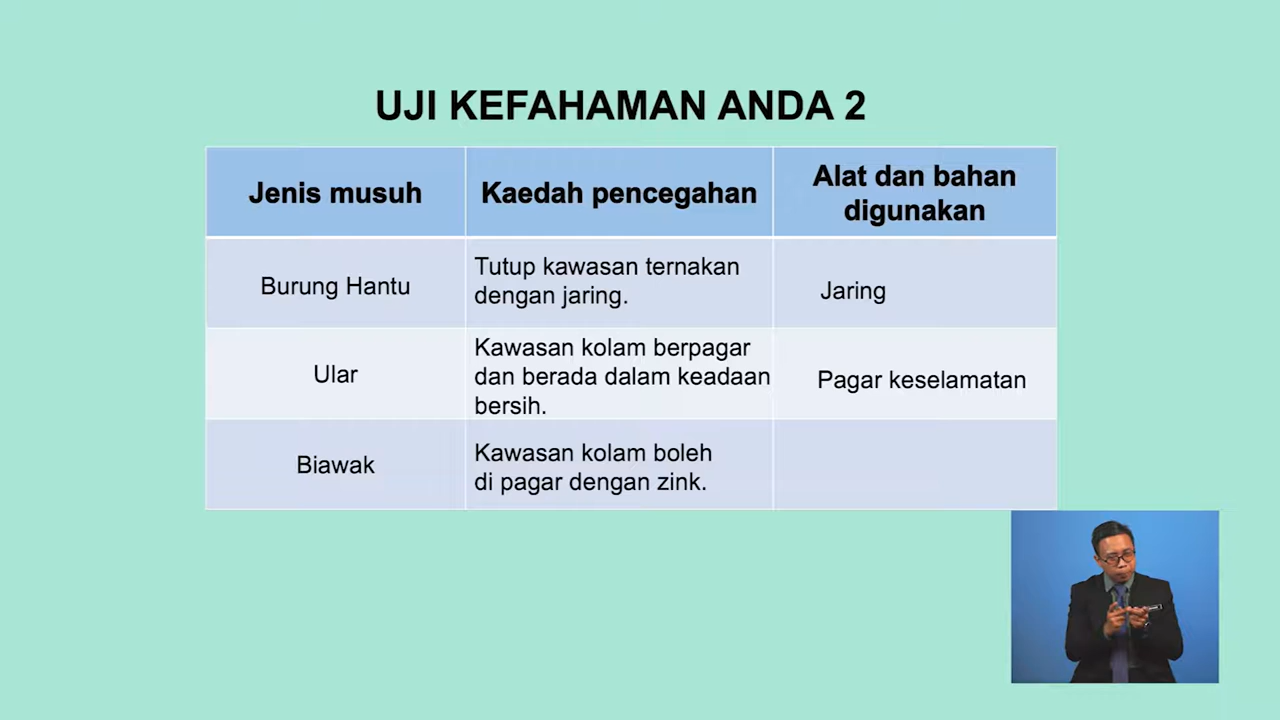 UJI KEFAHAMAN ANDA 2
Jenis musuh
Kaedah pencegahan
Alat dan bahan
digunakan
Burung Hantu
Tutup kawasan ternakan
dengan jaring.
Jaring
Ular
Kawasan kolam berpagar
dan berada dalam keadaan
bersih.
Pagar keselamatan
Biawak
Kawasan kolam boleh
di pagar dengan zink.